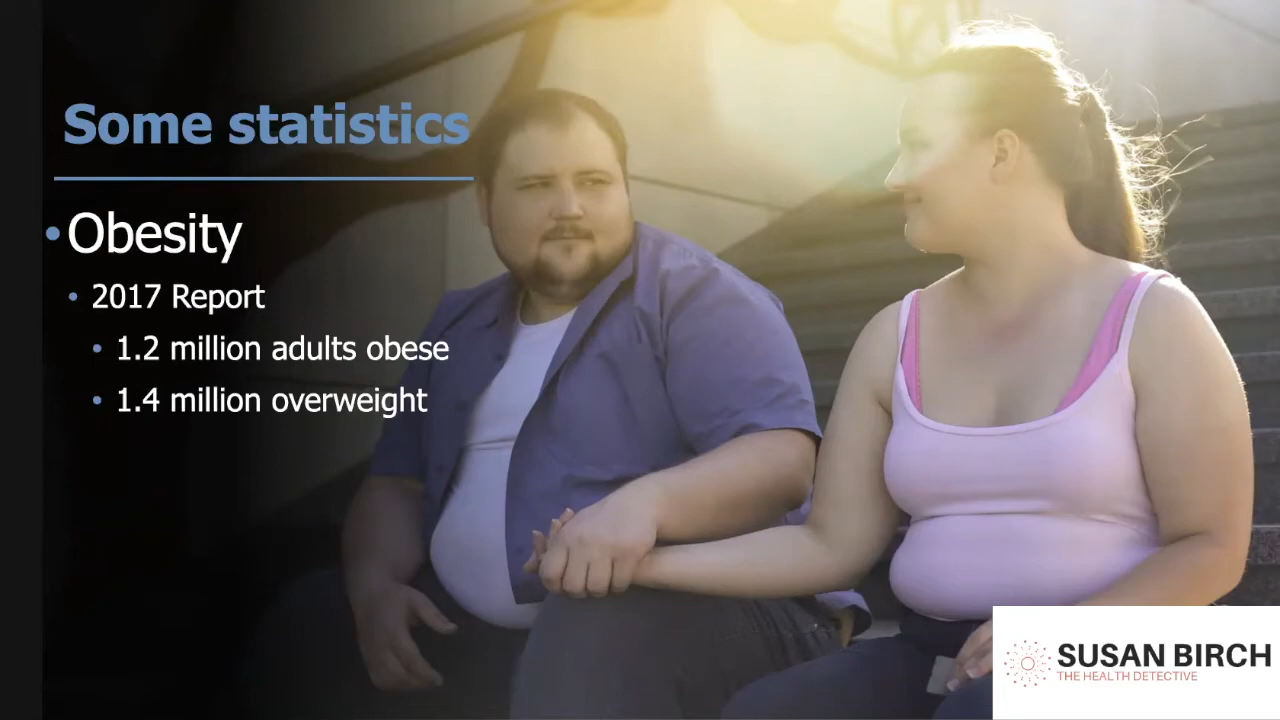 Some statistics
• Obesity
• 2017 Report
• 1.2 million adults obese
• 1.4 million overweight
SUSAN BIRCH
THE HEALTH DETECTIVE